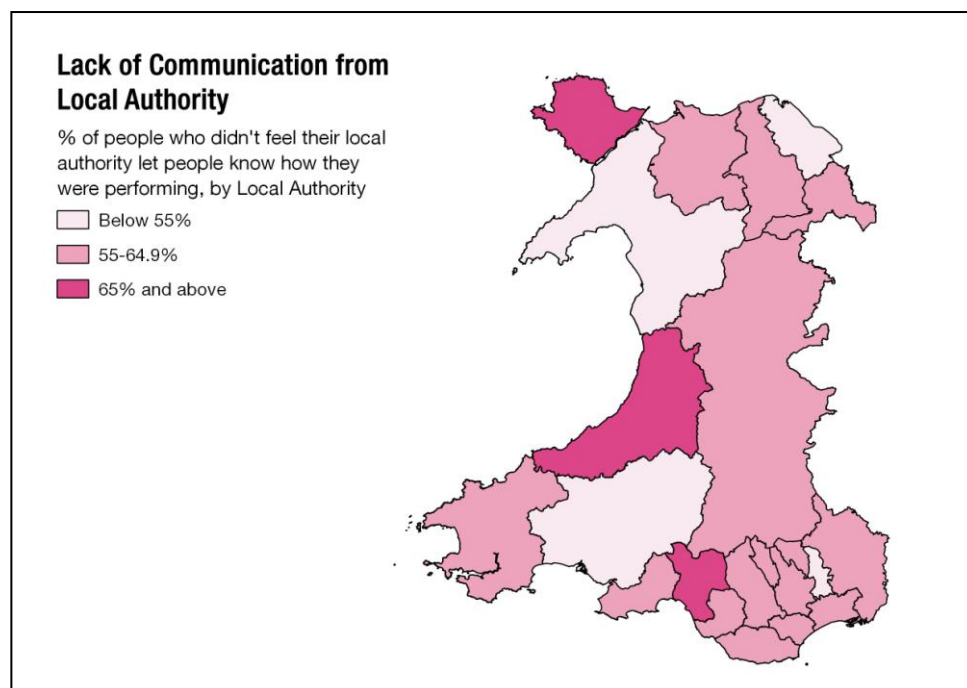 Lack of Communication from
Local Authority
% of people who didn't feel their local
authority let people know how they
were performing, by Local Authority
Below 55%
55-64.9%
65% and above